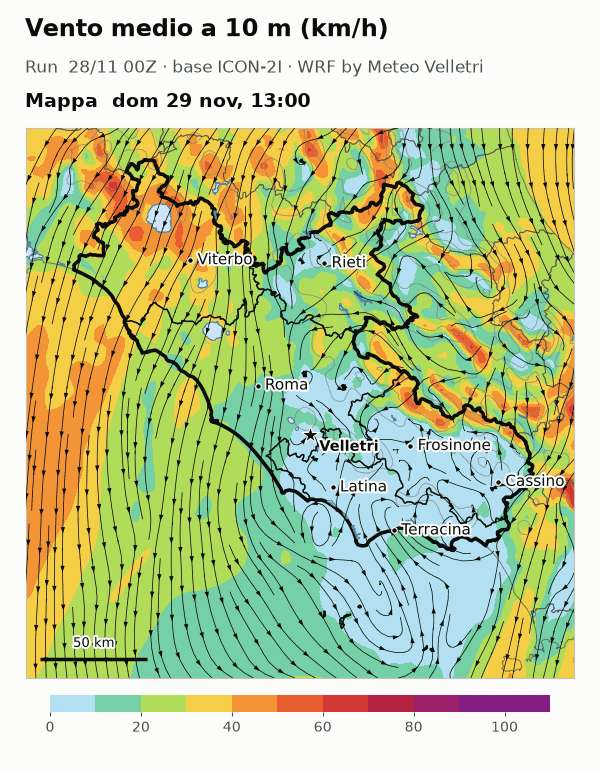 Vento medio a 10 m (km/h)
Run 28/11 00Z · base ICON-2I · WRF by Meteo Velletri
Mappa dom 29 nov, 13:00
Viterbo
Rieti
Roma
Velletri
Frosinone
Cassino
Latina
Terracina
50 km
0 20 40 60 80 100